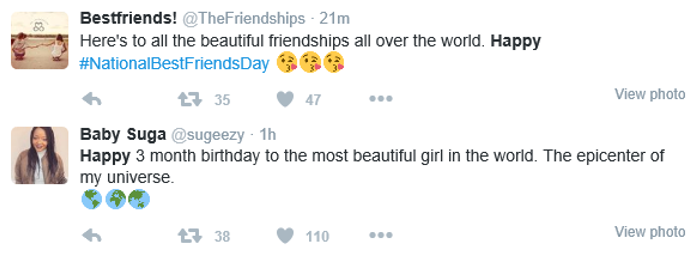 Bestfriends! @TheFriendships · 21m
Here's to all the beautiful friendships all over the world. Happy
#NationalBestFriendsDay 😘😘😘
35 47 View photo
Baby Suga @sugeezy · 1h
Happy 3 month birthday to the most beautiful girl in the world. The epicenter of
my universe.
🌎🌍🌏
38 110 View photo